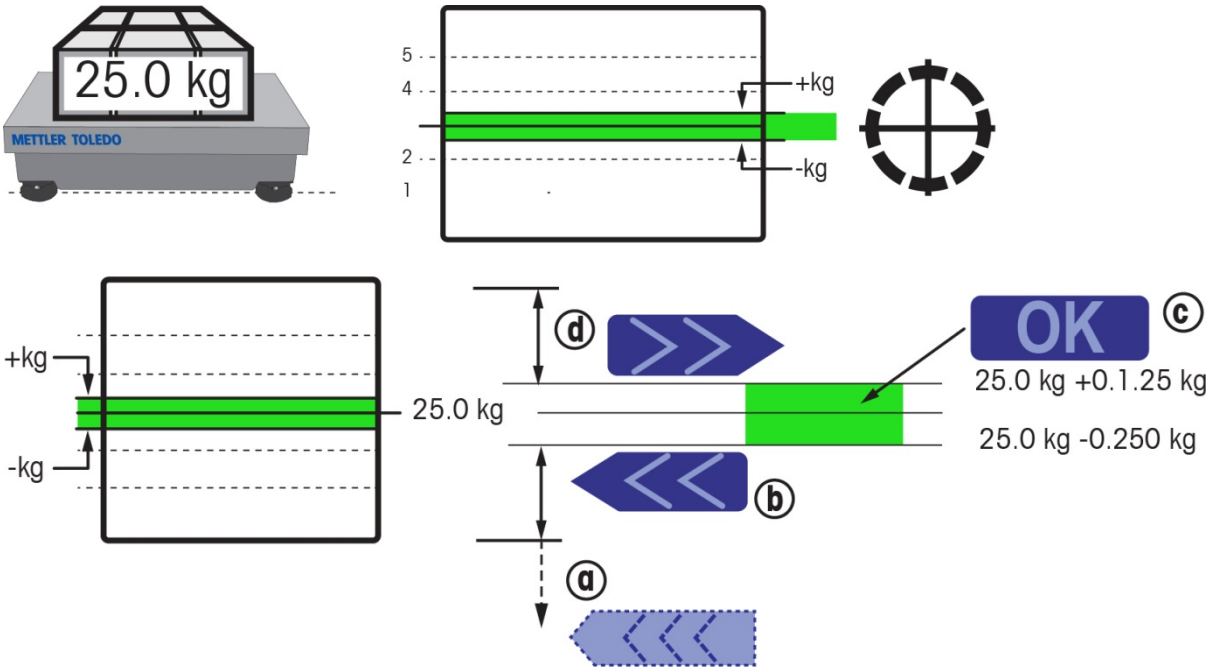 25.0 kg
METTLER TOLEDO
5
4
2
1
+kg
-kg
+kg
-kg
25.0 kg
d
OK
c
25.0 kg +0.1.25 kg
25.0 kg -0.250 kg
b
a